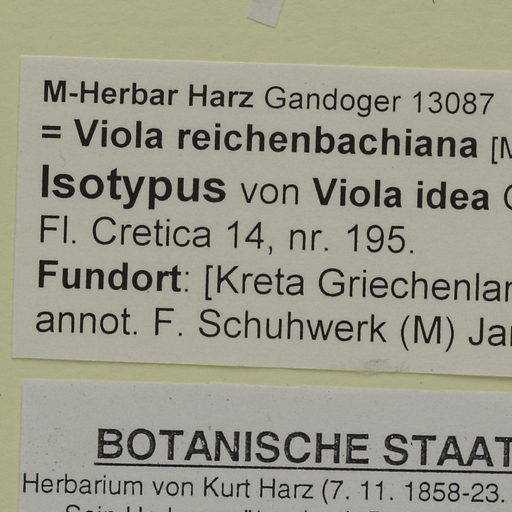 M-Herbar Harz Gandoger 13087
= Viola reichenbachiana [
Isotypus von Viola idea
Fl. Cretica 14, nr. 195.
Fundort: [Kreta Griechenlan
annot. F. Schuhwerk (M) Ja
BOTANISCHE STAAT
Herbarium von Kurt Harz (7. 11. 1858-23.